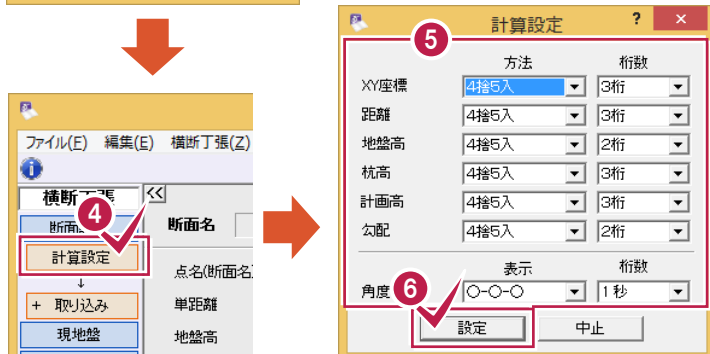 ファイル(F) 編集(E) 横断丁張(Z)
横断丁張
<<
断面名
4
計算設定
↓
点名(断面名)
+ 取り込み
単距離
現地盤
地盤高
計算設定
?
×
5
方法 桁数
XY座標 4捨5入 3桁
距離 4捨5入 3桁
地盤高 4捨5入 2桁
杭高 4捨5入 3桁
計画高 4捨5入 3桁
勾配 4捨5入 2桁
表示 桁数
角度 6 〇-〇-〇 1秒
設定 中止